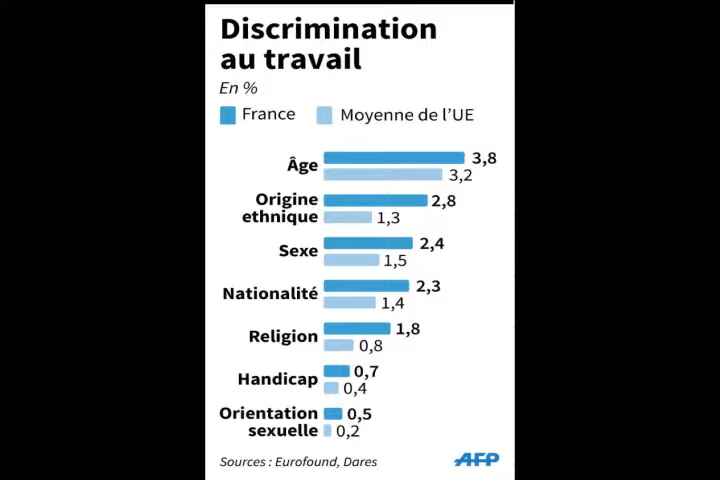 Discrimination
au travail
En %
France
Moyenne de l’UE
Âge
3,8
3,2
Origine
ethnique
2,8
1,3
Sexe
2,4
1,5
Nationalité
2,3
1,4
Religion
1,8
0,8
Handicap
0,7
0,4
Orientation
sexuelle
0,5
0,2
Sources : Eurofound, Dares
AFP